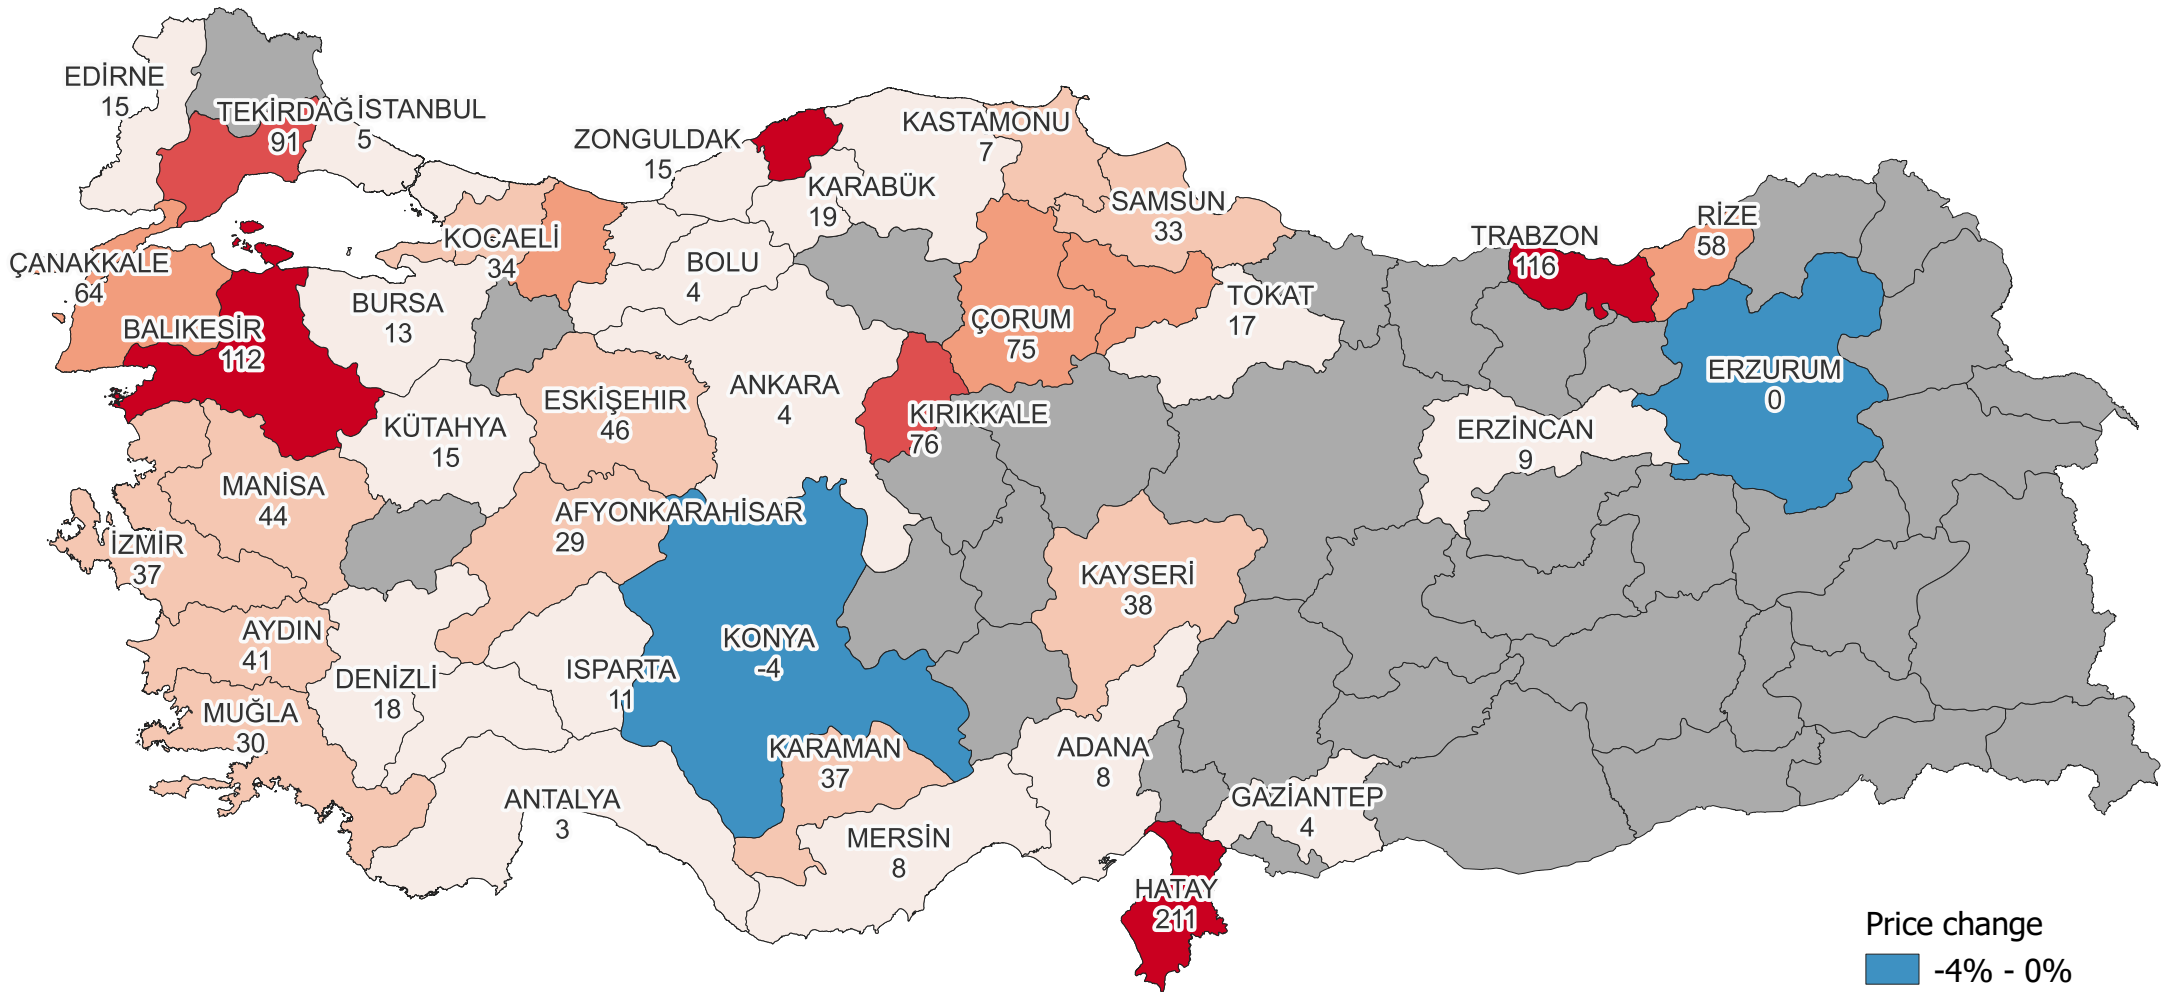 EDİRNE
15
TEKİRDAĞ
91
İSTANBUL
5
ZONGULDAK
15
KASTAMONU
7
KARABÜK
19
SAMSUN
33
TRABZON
116
RİZE
58
ÇANAKKALE
64
KOCAELİ
34
BOLU
4
BURSA
13
BALIKESİR
112
ÇORUM
75
TOKAT
17
ERZURUM
0
ESKİŞEHIR
46
ANKARA
4
KIRIKKALE
76
KÜTAHYA
15
ERZİNCAN
9
MANİSA
44
AFYONKARAHİSAR
29
İZMİR
37
KAYSERİ
38
AYDIN
41
KONYA
-4
DENİZLİ
18
ISPARTA
11
MUĞLA
30
KARAMAN
37
ADANA
8
ANTALYA
3
GAZİANTEP
4
MERSİN
8
HATAY
211
Price change
-4% - 0%